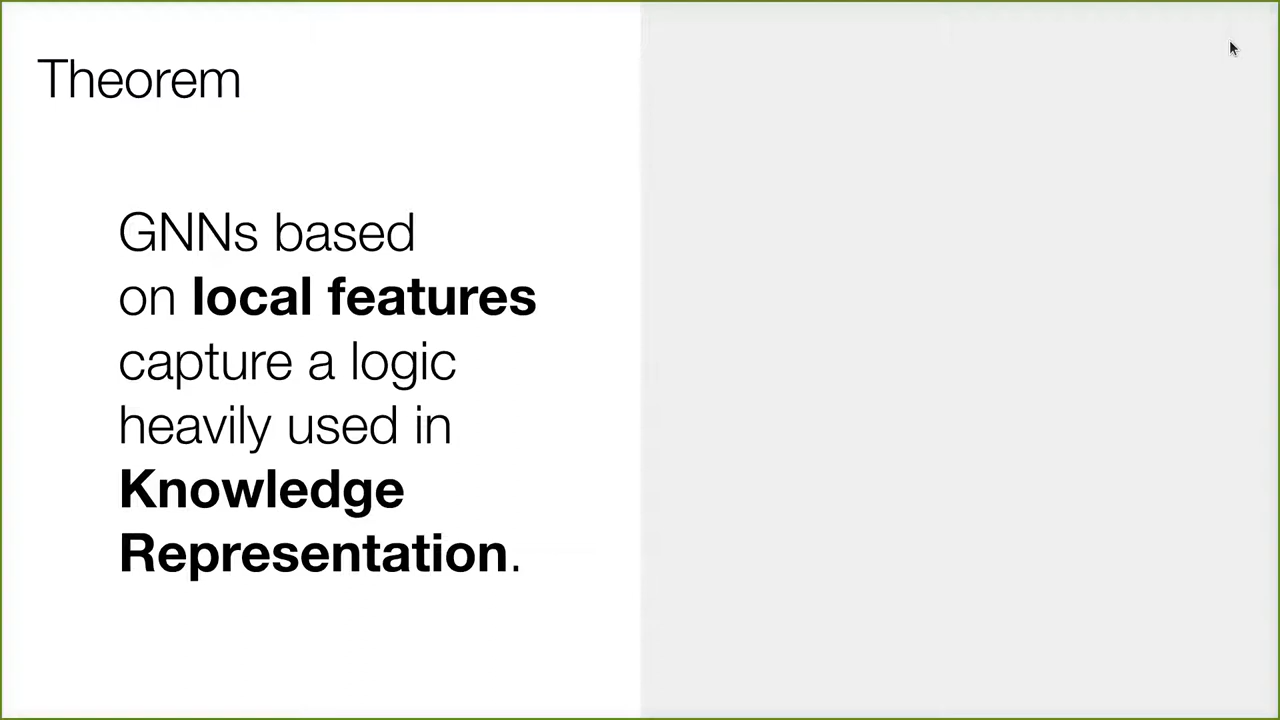 Theorem
GNNs based
on local features
capture a logic
heavily used in
Knowledge
Representation.